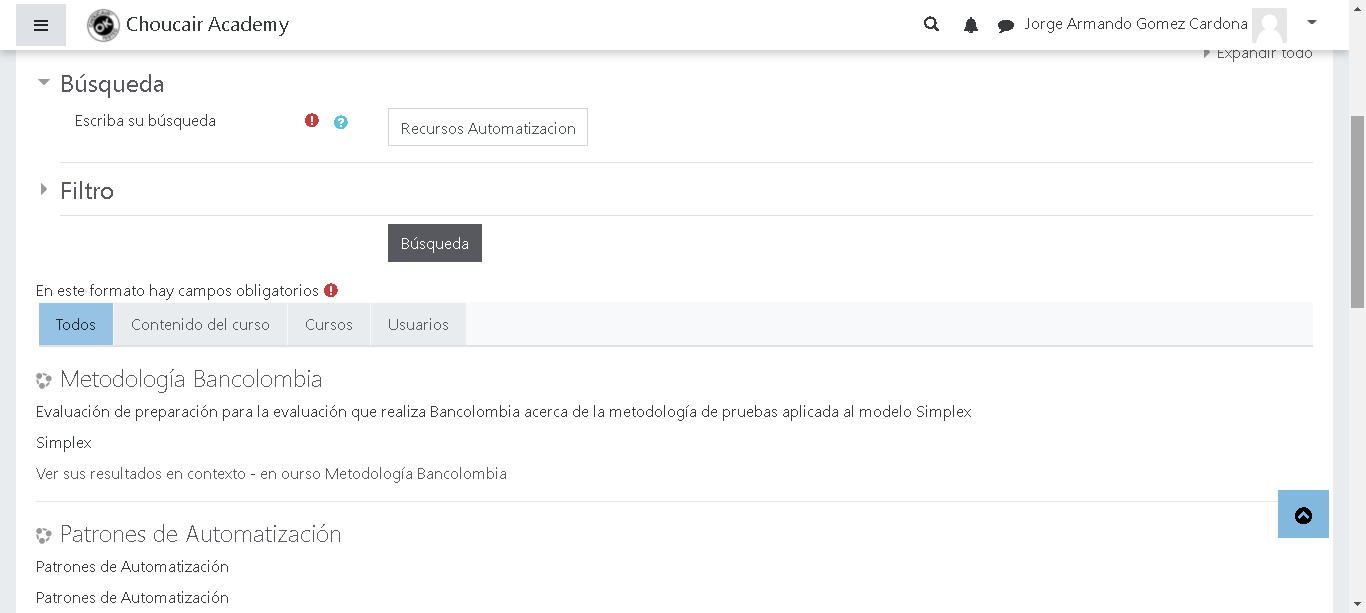 Choucair Academy
Jorge Armando Gomez Cardona
Expandir todo
Búsqueda
Escriba su búsqueda
Recursos Automatizacion
Filtro
Búsqueda
En este formato hay campos obligatorios
Todos
Contenido del curso
Cursos
Usuarios
Metodología Bancolombia
Evaluación de preparación para la evaluación que realiza Bancolombia acerca de la metodología de pruebas aplicada al modelo Simplex
Simplex
Ver sus resultados en contexto - en ourso Metodología Bancolombia
Patrones de Automatización
Patrones de Automatización
Patrones de Automatización